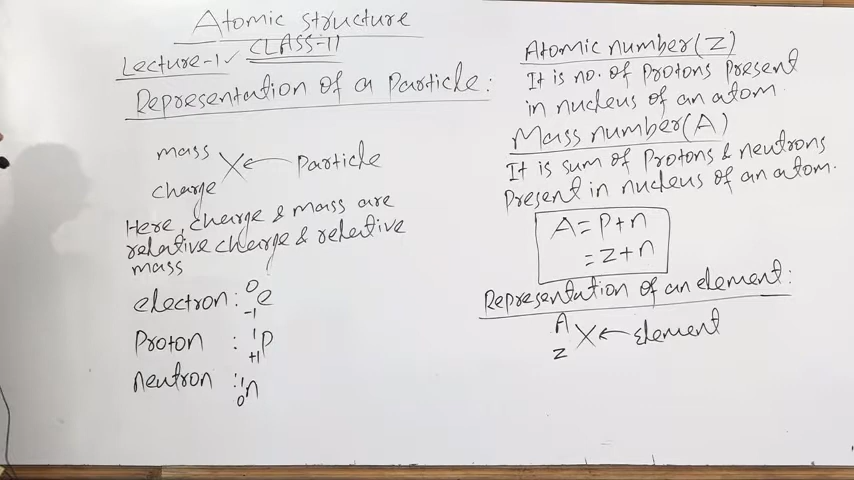 Atomic structure
Lecture-1✓ CLASS-11
Representation of a Particle:
mass
charge
X ← Particle
Here, charge & mass are
relative charge & relative
mass
electron: ⁰₋₁e
Proton : ¹₊₁P
neutron : ¹₀n
Atomic number(Z)
It is no. of Protons Present
in nucleus of an atom.
Mass number(A)
It is sum of Protons & neutrons
Present in nucleus of an atom.
A = P+n
= Z+n
Representation of an element:
A
Z
X ← Element